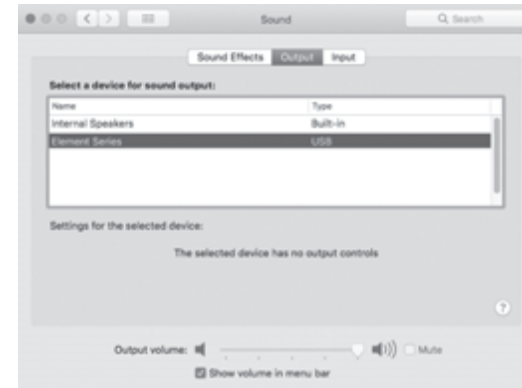 Sound
Search
Sound Effects Output Input
Select a device for sound output:
Name Type
Internal Speakers Built-in
Element Series USB
Settings for the selected device:
The selected device has no output controls
?
Output volume: Mute
Show volume in menu bar